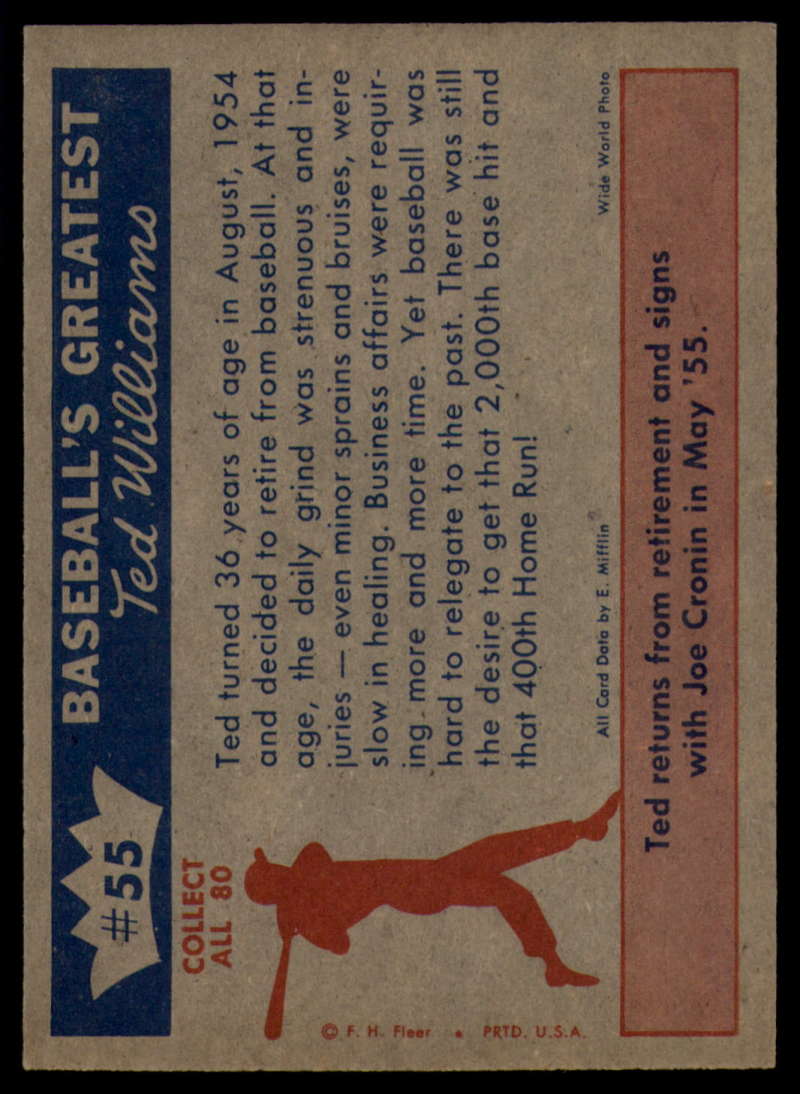 #55
BASEBALL'S GREATEST
Ted Williams
COLLECT
ALL 80
Ted turned 36 years of age in August, 1954
and decided to retire from baseball. At that
age, the daily grind was strenuous and in-
juries — even minor sprains and bruises, were
slow in healing. Business affairs were requir-
ing more and more time. Yet baseball was
hard to relegate to the past. There was still
the desire to get that 2,000th base hit and
that 400th Home Run!
© F. H. Fleer • PRTD. U.S.A.
All Card Data by E. Mifflin
Wide World Photo
Ted returns from retirement and signs
with Joe Cronin in May '55.